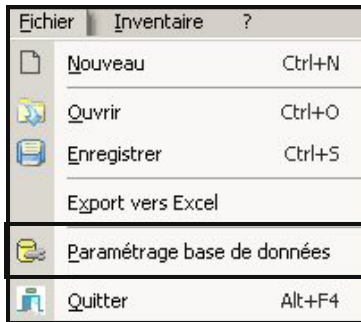 Fichier Inventaire ?
Nouveau Ctrl+N
Ouvrir Ctrl+O
Enregistrer Ctrl+S
Export vers Excel
Paramétrage base de données
Quitter Alt+F4